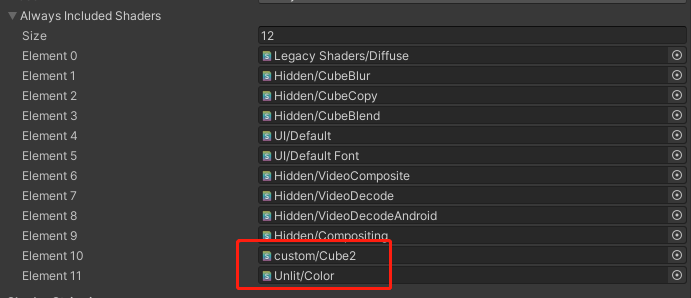 Always Included Shaders
Size 12
Element 0 Legacy Shaders/Diffuse
Element 1 Hidden/CubeBlur
Element 2 Hidden/CubeCopy
Element 3 Hidden/CubeBlend
Element 4 UI/Default
Element 5 UI/Default Font
Element 6 Hidden/VideoComposite
Element 7 Hidden/VideoDecode
Element 8 Hidden/VideoDecodeAndroid
Element 9 Hidden/Compositing
Element 10 custom/Cube2
Element 11 Unlit/Color